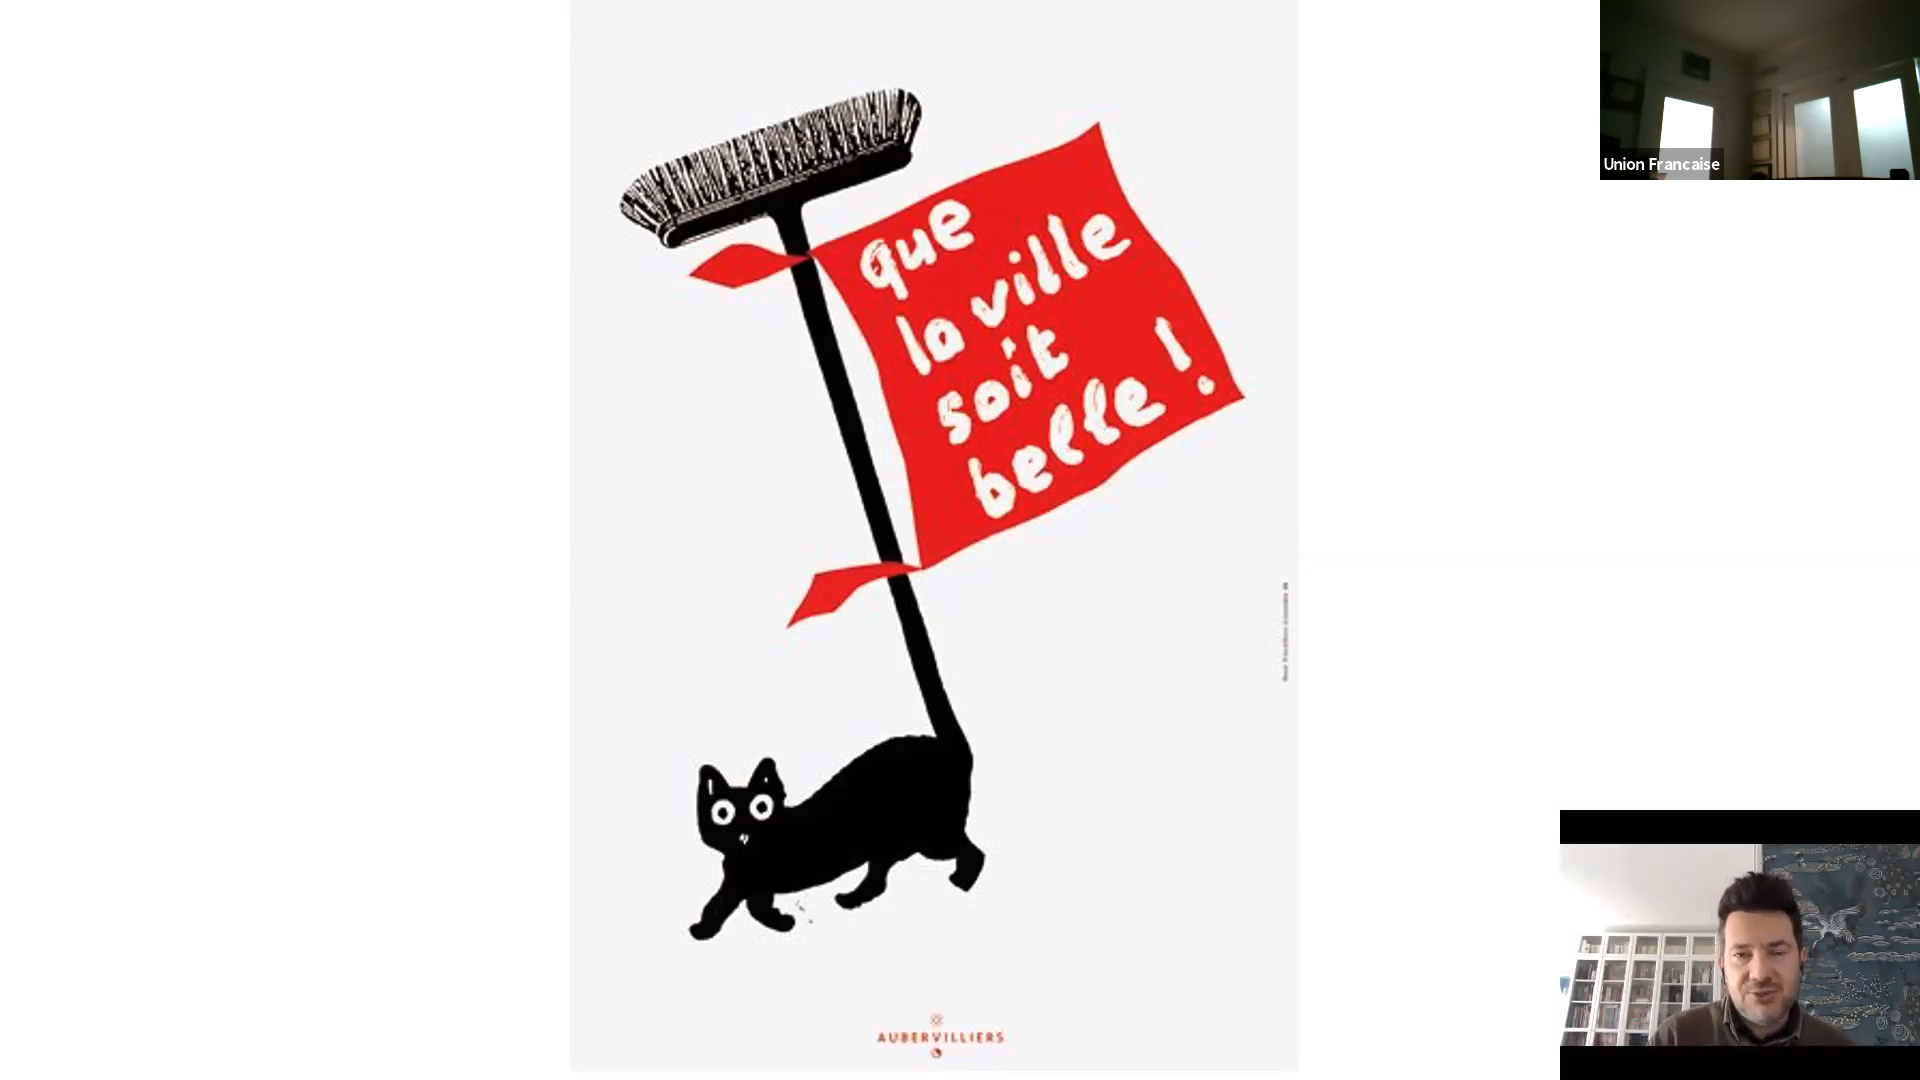 que
la ville
soit
belle !
AUBERVILLIERS
Union Francaise